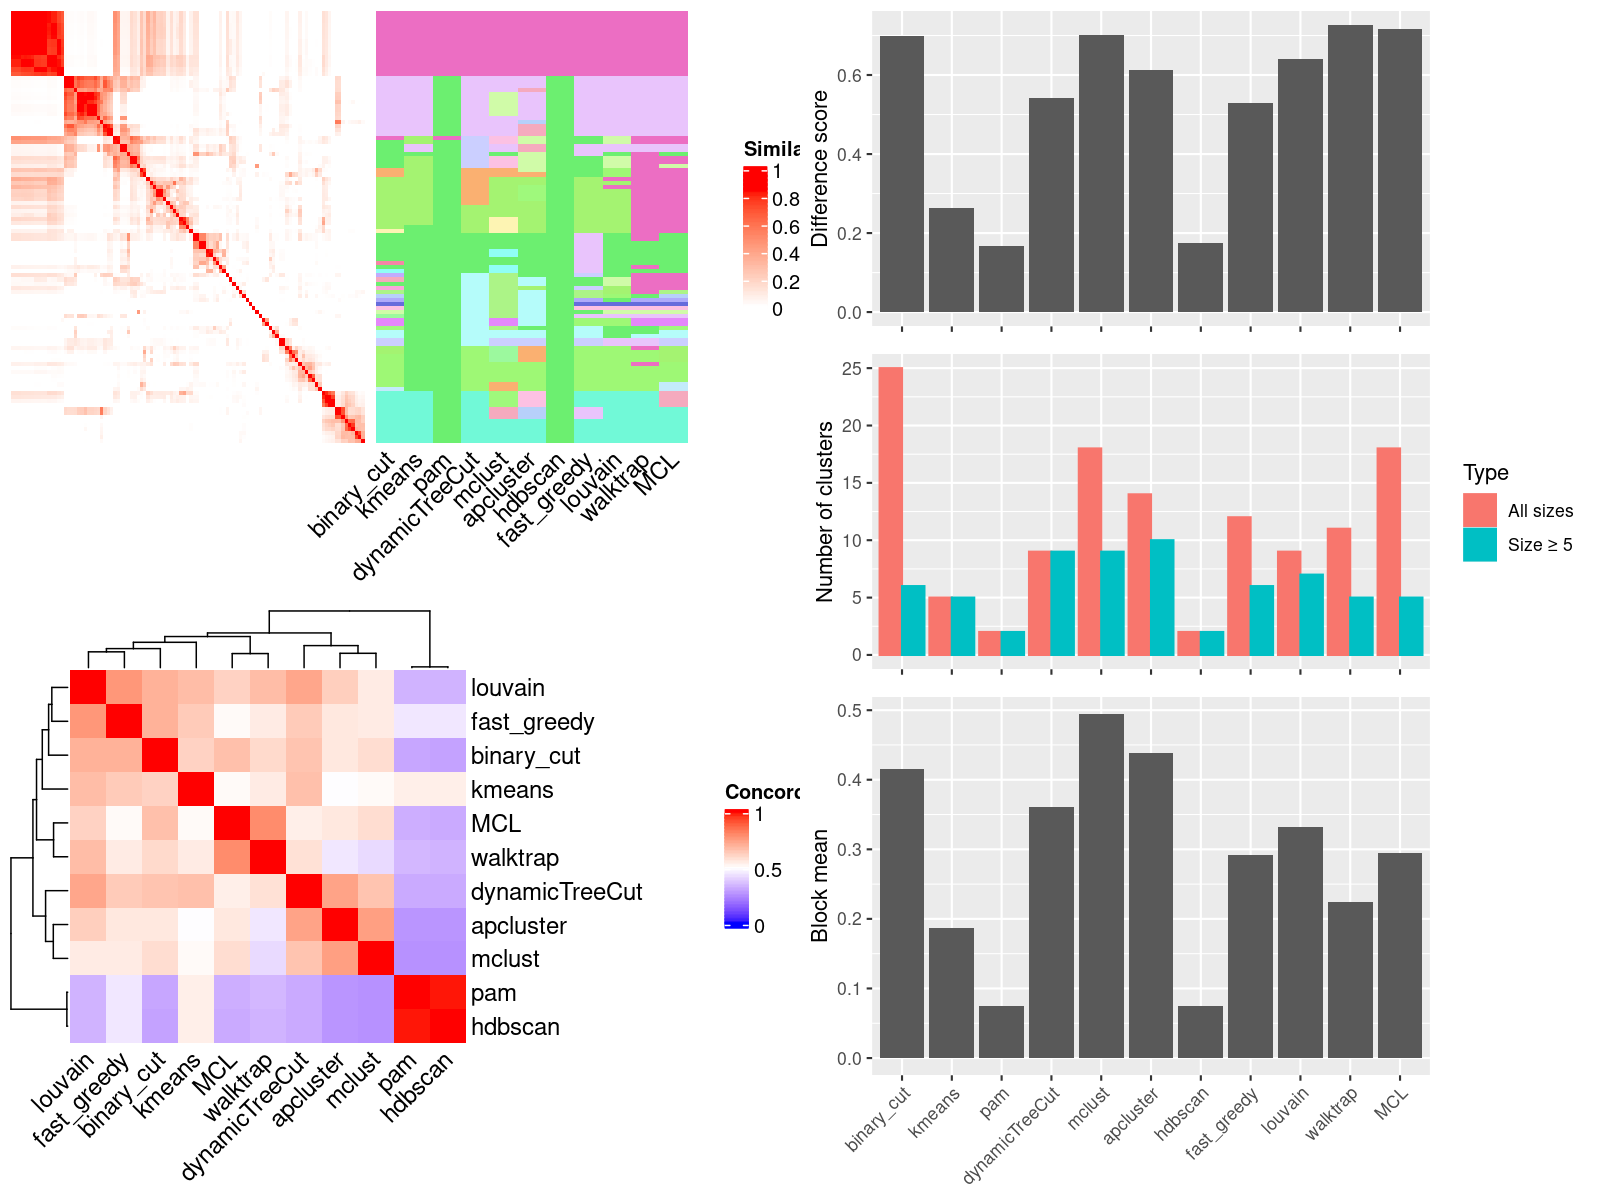 Simila
1
0.8
0.6
0.4
0.2
0
binary_cut
kmeans
pam
dynamicTreeCut
mclust
apcluster
hdbscan
fast_greedy
louvain
walktrap
MCL
louvain
fast_greedy
binary_cut
kmeans
MCL
walktrap
dynamicTreeCut
apcluster
mclust
pam
hdbscan
Concord
1
0.5
0
louvain
fast_greedy
binary_cut
kmeans
MCL
walktrap
dynamicTreeCut
apcluster
mclust
pam
hdbscan
Difference score
0.6
0.4
0.2
0.0
Number of clusters
25
20
15
10
5
0
Type
All sizes
Size ≥ 5
Block mean
0.5
0.4
0.3
0.2
0.1
0.0
binary_cut
kmeans
pam
dynamicTreeCut
mclust
apcluster
hdbscan
fast_greedy
louvain
walktrap
MCL